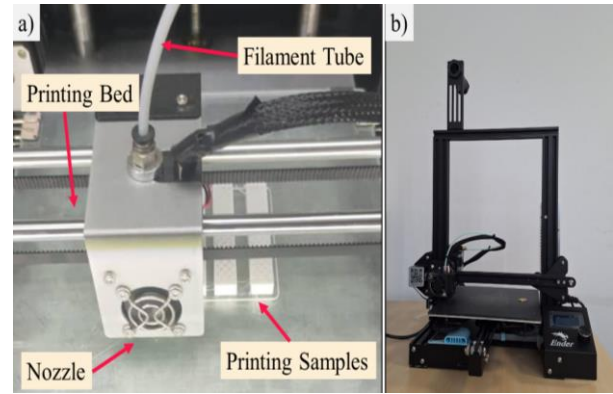 a)
Filament Tube
Printing Bed
Nozzle
Printing Samples
b)
Ender